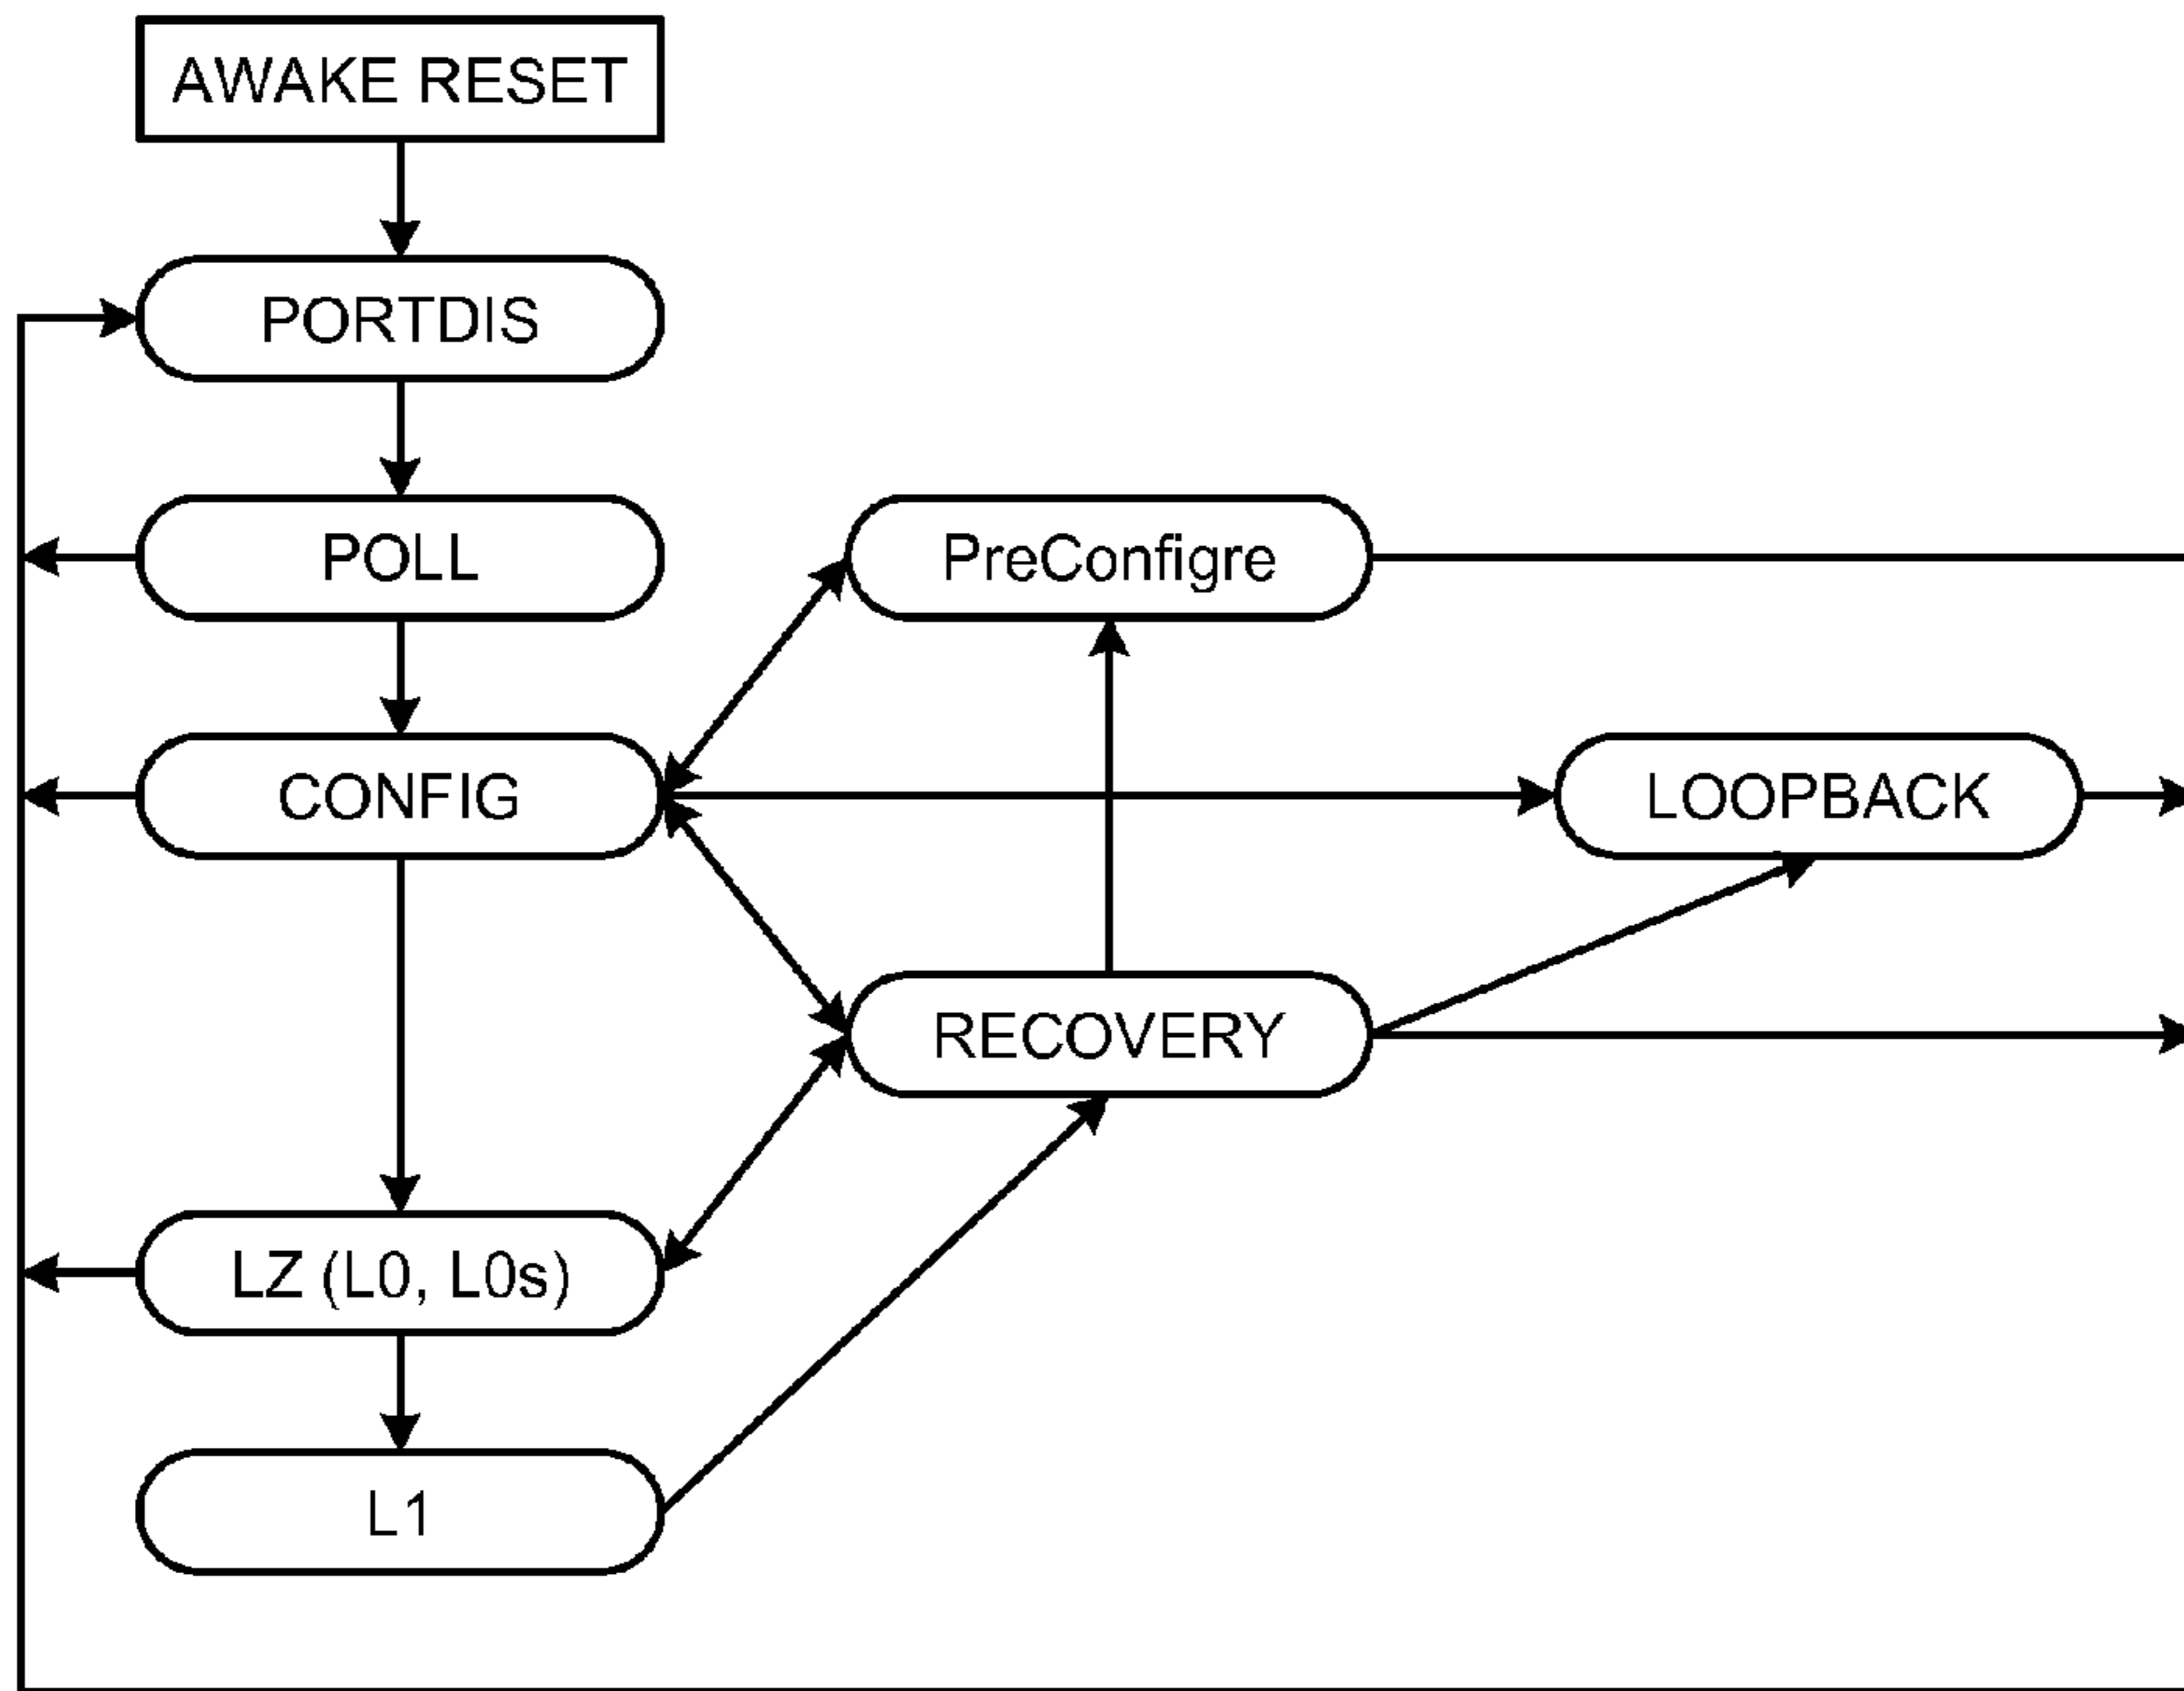 AWAKE RESET
PORTDIS
POLL
PreConfigre
CONFIG
LOOPBACK
RECOVERY
LZ (L0, L0s)
L1